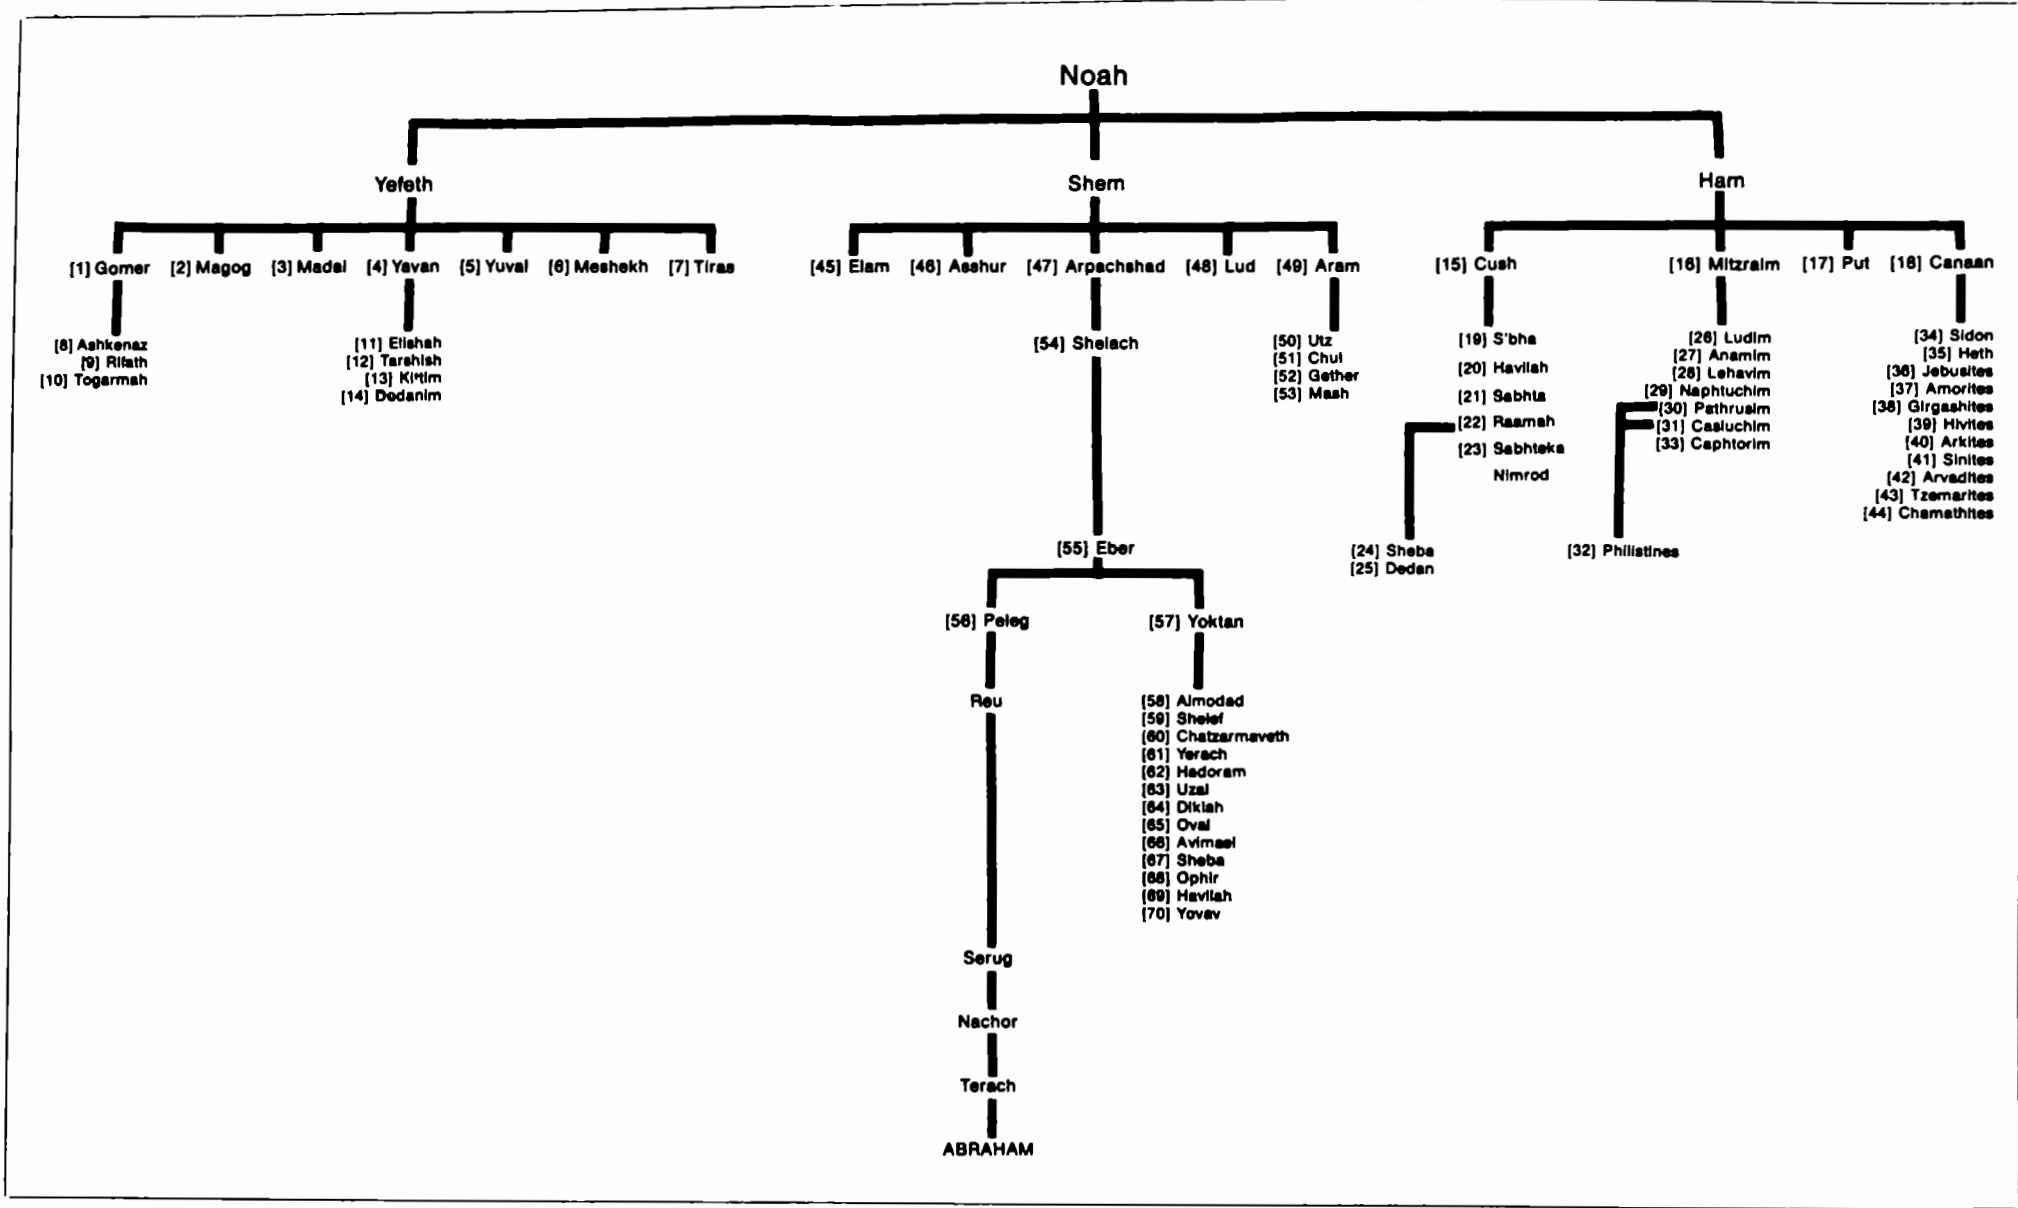 Noah
Yefeth
Shem
Ham
[1] Gomer [2] Magog [3] Madai [4] Yavan [5] Yuval [6] Meshekh [7] Tiras
[45] Elam [46] Asshur [47] Arpachshad [48] Lud [49] Aram
[15] Cush [16] Mitzraim [17] Put [18] Canaan
[8] Ashkenaz
[9] Rifath
[10] Togarmah
[11] Elishah
[12] Tarshish
[13] Kittim
[14] Dodanim
[54] Shelach
[50] Utz
[51] Chul
[52] Gether
[53] Mash
[19] S'bha
[20] Havilah
[21] Sabhta
[22] Raamah
[23] Sabhteka
Nimrod
[26] Ludim
[27] Anamim
[28] Lehavim
[29] Naphtuchim
[30] Pathrusim
[31] Casluchim
[33] Caphtorim
[34] Sidon
[35] Heth
[36] Jebusites
[37] Amorites
[38] Girgashites
[39] Hivites
[40] Arkites
[41] Sinites
[42] Arvadites
[43] Tzemarites
[44] Chamathites
[24] Sheba
[25] Dedan
[32] Philistines
[55] Eber
[56] Peleg
[57] Yoktan
Reu
[58] Almodad
[59] Shelef
[60] Chatzarmaveth
[61] Yerach
[62] Hadoram
[63] Uzal
[64] Diklah
[65] Oval
[66] Avimael
[67] Sheba
[68] Ophir
[69] Havilah
[70] Yovav
Serug
Nachor
Terach
ABRAHAM